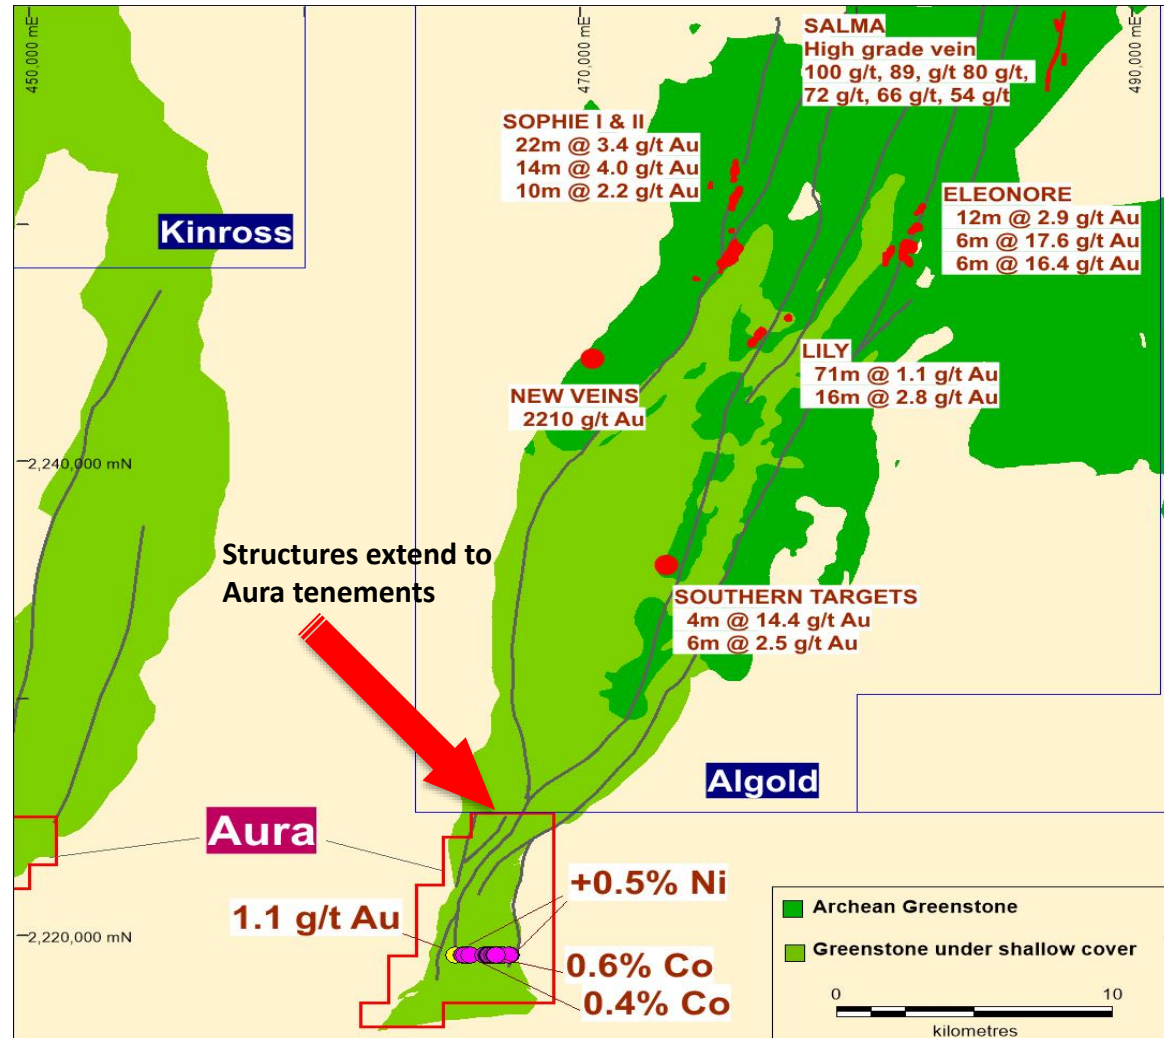 450,000 mE
470,000 mE
490,000 mE
SALMA
High grade vein
100 g/t, 89, g/t 80 g/t,
72 g/t, 66 g/t, 54 g/t
SOPHIE I & II
22m @ 3.4 g/t Au
14m @ 4.0 g/t Au
10m @ 2.2 g/t Au
Kinross
ELEONORE
12m @ 2.9 g/t Au
6m @ 17.6 g/t Au
6m @ 16.4 g/t Au
LILY
71m @ 1.1 g/t Au
16m @ 2.8 g/t Au
NEW VEINS
2210 g/t Au
2,240,000 mN
Structures extend to
Aura tenements
SOUTHERN TARGETS
4m @ 14.4 g/t Au
6m @ 2.5 g/t Au
Algold
Aura
+0.5% Ni
1.1 g/t Au
2,220,000 mN
0.6% Co
0.4% Co
Archean Greenstone
Greenstone under shallow cover
0 10
kilometres